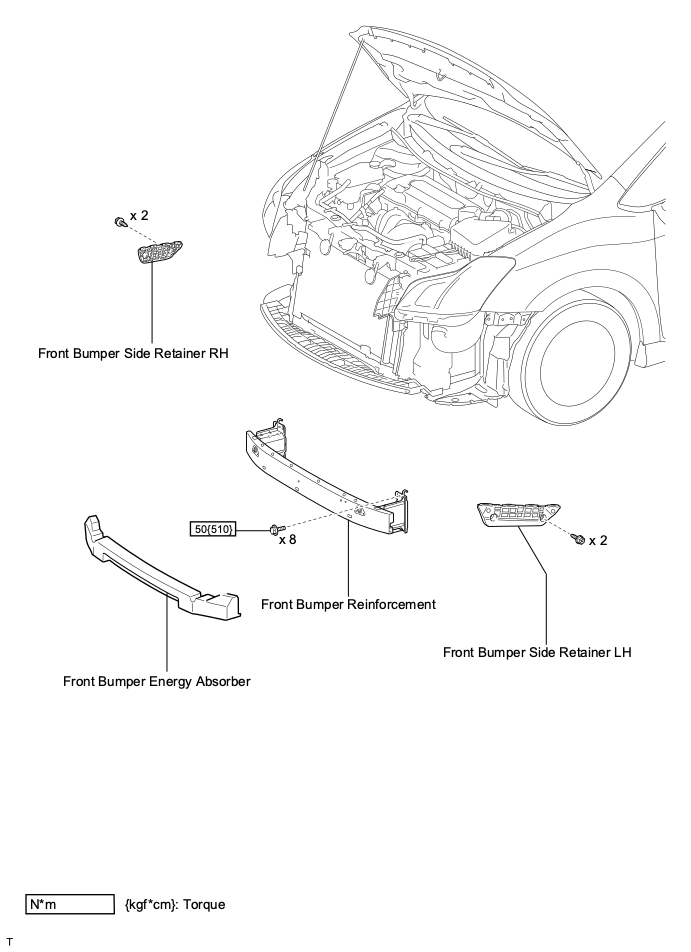 x 2
Front Bumper Side Retainer RH
50{510}
x 8
x 2
Front Bumper Reinforcement
Front Bumper Side Retainer LH
Front Bumper Energy Absorber
N*m {kgf*cm}: Torque
T